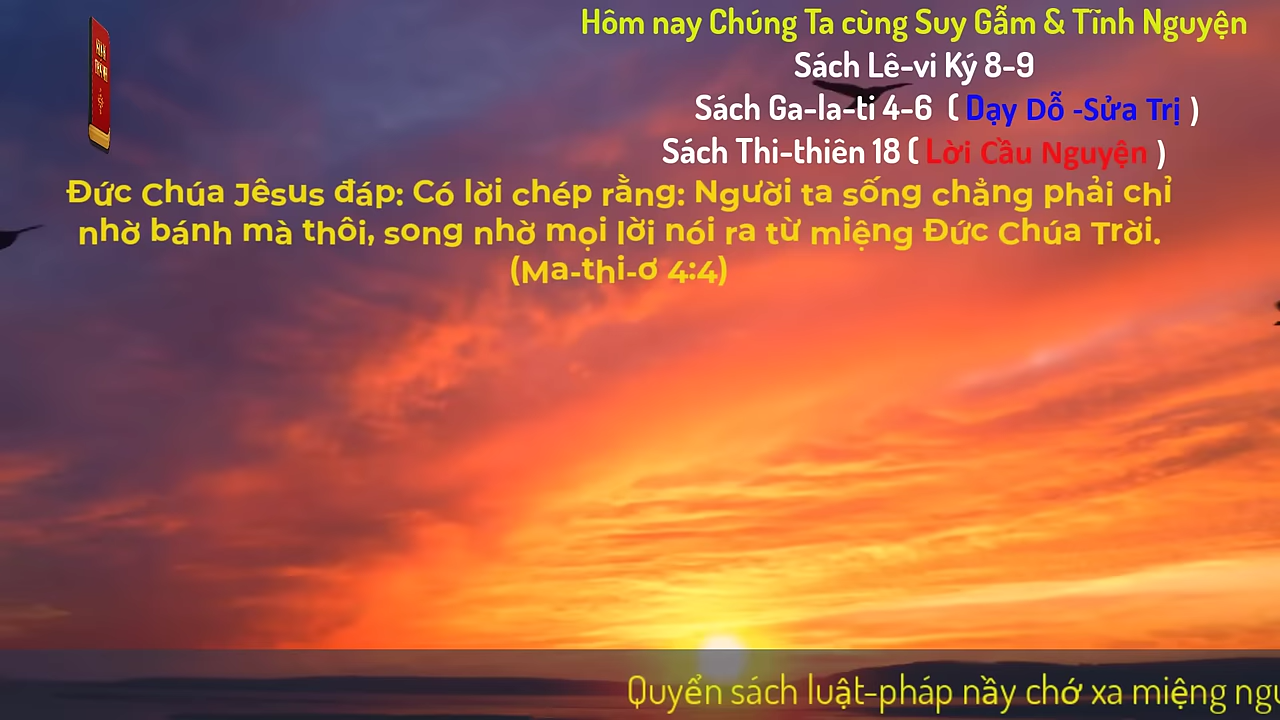 Hôm nay Chúng Ta cùng Suy Gẫm & Tĩnh Nguyện
Sách Lê-vi Ký 8-9
Sách Ga-la-ti 4-6 ( Dạy Dỗ -Sửa Trị )
Sách Thi-thiên 18 ( Lời Cầu Nguyện )
Đức Chúa Jêsus đáp: Có lời chép rằng: Người ta sống chẳng phải chỉ
nhờ bánh mà thôi, song nhờ mọi lời nói ra từ miệng Đức Chúa Trời.
(Ma-thi-ơ 4:4)
Quyển sách luật-pháp nầy chớ xa miệng